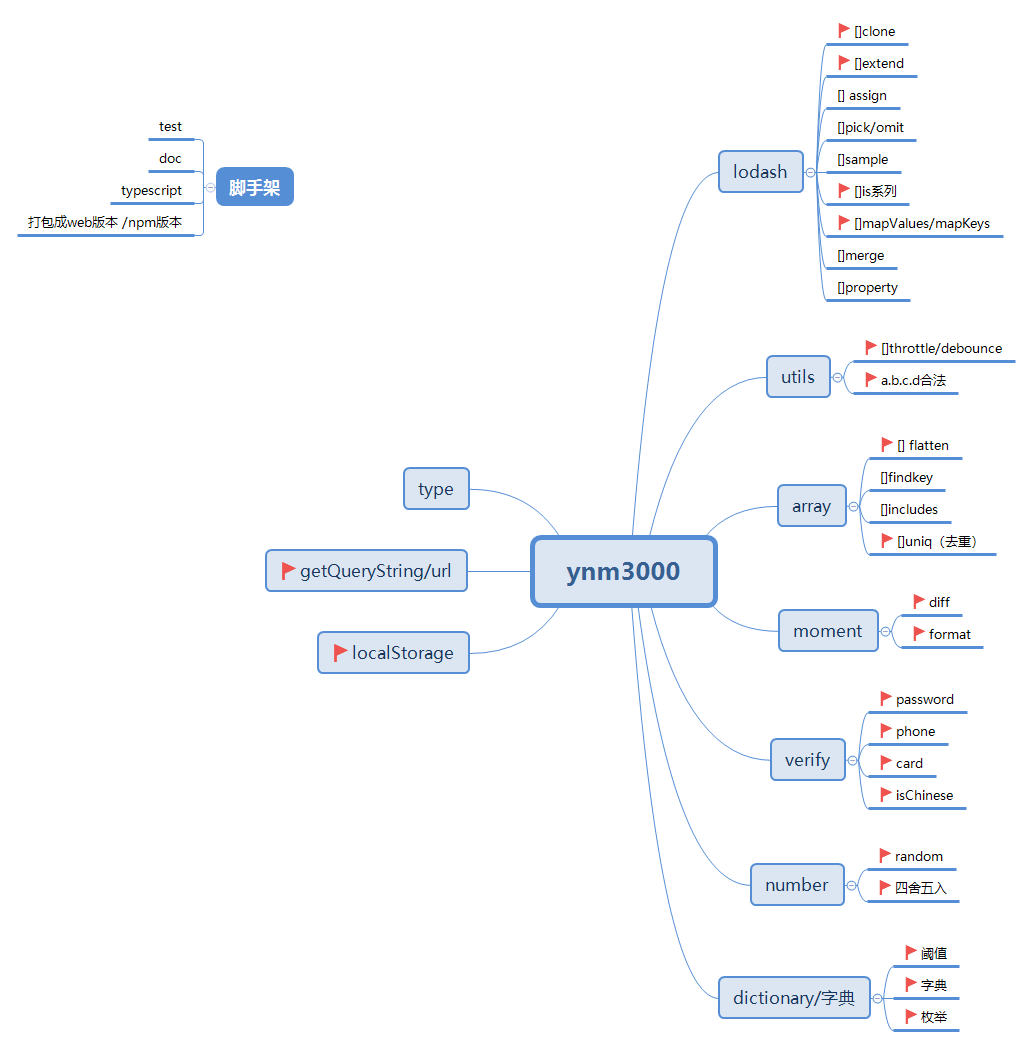 test
doc
typescript
打包成web版本 /npm版本
脚手架
type
getQueryString/url
localStorage
ynm3000
lodash
[]clone
[]extend
[] assign
[]pick/omit
[]sample
[]is系列
[]mapValues/mapKeys
[]merge
[]property
utils
[]throttle/debounce
a.b.c.d合法
array
[] flatten
[]findkey
[]includes
[]uniq（去重）
moment
diff
format
verify
password
phone
card
isChinese
number
random
四舍五入
dictionary/字典
阈值
字典
枚举